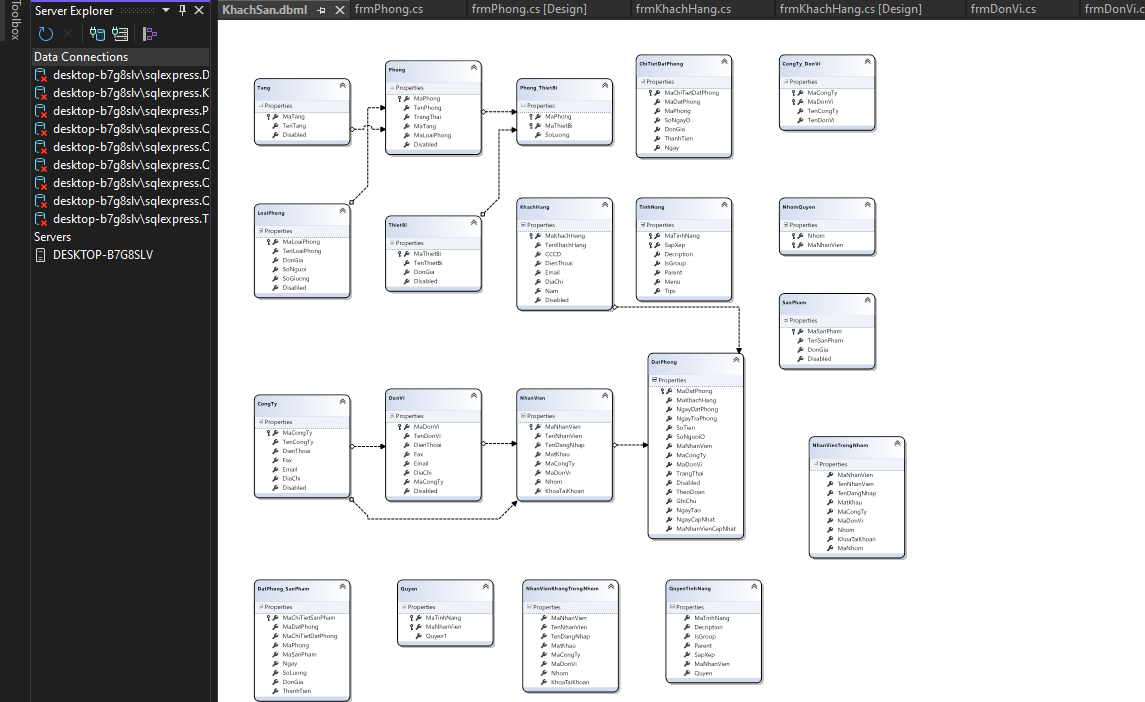 Toolbox
Server Explorer
Data Connections
desktop-b7g8slv\sqlexpress.D
desktop-b7g8slv\sqlexpress.K
desktop-b7g8slv\sqlexpress.P
desktop-b7g8slv\sqlexpress.C
desktop-b7g8slv\sqlexpress.C
desktop-b7g8slv\sqlexpress.C
desktop-b7g8slv\sqlexpress.C
desktop-b7g8slv\sqlexpress.C
desktop-b7g8slv\sqlexpress.T
Servers
DESKTOP-B7G8SLV
KhachSan.dbml
frmPhong.cs
frmPhong.cs [Design]
frmKhachHang.cs
frmKhachHang.cs [Design]
frmDonVi.cs
frmDonVi.c
Tang
Properties
MaTang
TenTang
Disabled
Phong
Properties
MaPhong
TenPhong
TrangThai
MaTang
MaLoaiPhong
Disabled
Phong_ThietBi
Properties
MaPhong
MaThietBi
SoLuong
ChiTietDatPhong
Properties
MaChiTietDatPhong
MaDatPhong
MaPhong
SoNgayO
DonGia
ThanhTien
Ngay
CongTy_DonVi
Properties
MaCongTy
MaDonVi
TenCongTy
TenDonVi
LoaiPhong
Properties
MaLoaiPhong
TenLoaiPhong
DonGia
SoNguoi
SoGiuong
Disabled
ThietBi
Properties
MaThietBi
TenThietBi
DonGia
Disabled
KhachHang
Properties
MaKhachHang
TenKhachHang
CCCD
DienThoai
Email
DiaChi
Nam
Disabled
TinhNang
Properties
MaTinhNang
SapXep
Decription
IsGroup
Parent
Menu
Tips
NhomQuyen
Properties
Nhom
MaNhanVien
SanPham
Properties
MaSanPham
TenSanPham
DonGia
Disabled
CongTy
Properties
MaCongTy
TenCongTy
DienThoai
Fax
Email
DiaChi
Disabled
DonVi
Properties
MaDonVi
TenDonVi
DienThoai
Fax
Email
DiaChi
MaCongTy
Disabled
NhanVien
Properties
MaNhanVien
TenNhanVien
TenDangNhap
MatKhau
MaCongTy
MaDonVi
Nhom
KhoaTaiKhoan
DatPhong
Properties
MaDatPhong
MaKhachHang
NgayDatPhong
NgayTraPhong
SoTien
SoNguoiO
MaNhanVien
MaCongTy
MaDonVi
TrangThai
Disabled
TheoDoan
GhiChu
NgayTao
NgayCapNhat
MaNhanVienCapNhat
NhanVienTrongNhom
Properties
MaNhanVien
TenNhanVien
TenDangNhap
MatKhau
MaCongTy
MaDonVi
Nhom
KhoaTaiKhoan
MaNhom
DatPhong_SanPham
Properties
MaChiTietSanPham
MaDatPhong
MaChiTietDatPhong
MaPhong
MaSanPham
Ngay
SoLuong
DonGia
ThanhTien
Quyen
Properties
MaTinhNang
MaNhanVien
Quyen1
NhanVienKhongTrongNhom
Properties
MaNhanVien
TenNhanVien
TenDangNhap
MatKhau
MaCongTy
MaDonVi
Nhom
KhoaTaiKhoan
QuyenTinhNang
Properties
MaTinhNang
Decription
IsGroup
Parent
SapXep
MaNhanVien
Quyen